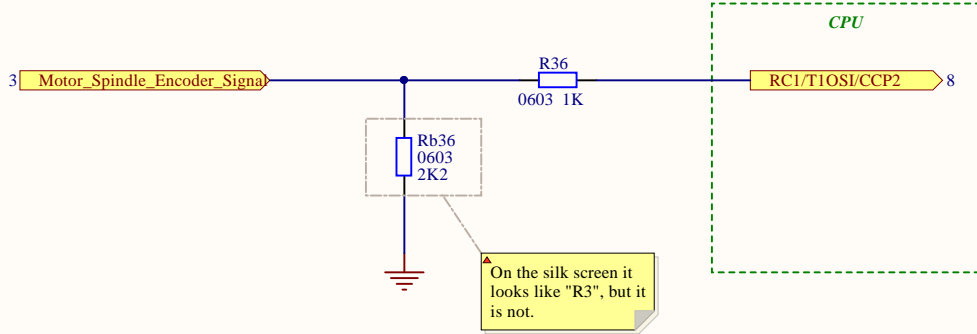 CPU
3 Motor_Spindle_Encoder_Signal
R36
0603 1K
RC1/T1OSI/CCP2 8
Rb36
0603
2K2
On the silk screen it
looks like "R3", but it
is not.